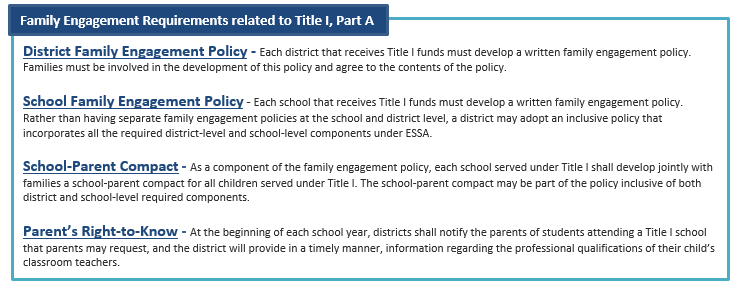 Family Engagement Requirements related to Title I, Part A
District Family Engagement Policy - Each district that receives Title I funds must develop a written family engagement policy.
Families must be involved in the development of this policy and agree to the contents of the policy.
School Family Engagement Policy - Each school that receives Title I funds must develop a written family engagement policy.
Rather than having separate family engagement policies at the school and district level, a district may adopt an inclusive policy that
incorporates all the required district-level and school-level components under ESSA.
School-Parent Compact - As a component of the family engagement policy, each school served under Title I shall develop jointly with
families a school-parent compact for all children served under Title I. The school-parent compact may be part of the policy inclusive of both
district and school-level required components.
Parent's Right-to-Know - At the beginning of each school year, districts shall notify the parents of students attending a Title I school
that parents may request, and the district will provide in a timely manner, information regarding the professional qualifications of their child's
classroom teachers.